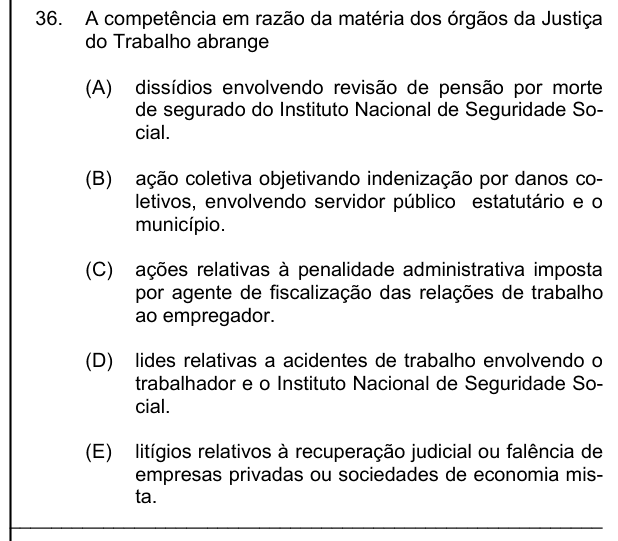 36. A competência em razão da matéria dos órgãos da Justiça
do Trabalho abrange
(A) dissídios envolvendo revisão de pensão por morte
de segurado do Instituto Nacional de Seguridade So-
cial.
(B) ação coletiva objetivando indenização por danos co-
letivos, envolvendo servidor público estatutário e o
município.
(C) ações relativas à penalidade administrativa imposta
por agente de fiscalização das relações de trabalho
ao empregador.
(D) lides relativas a acidentes de trabalho envolvendo o
trabalhador e o Instituto Nacional de Seguridade So-
cial.
(E) litígios relativos à recuperação judicial ou falência de
empresas privadas ou sociedades de economia mis-
ta.